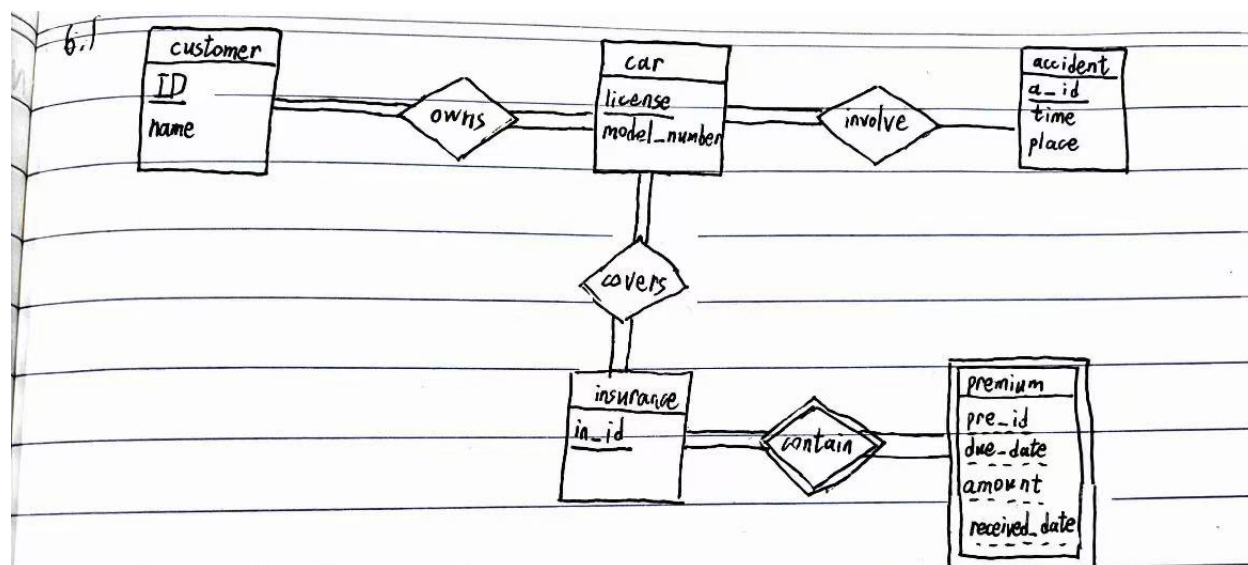 6.1
customer
ID
name
owns
car
license
model_number
involve
accident
a_id
time
place
covers
insurance
in_id
contain
premium
pre_id
due_date
amount
received_date